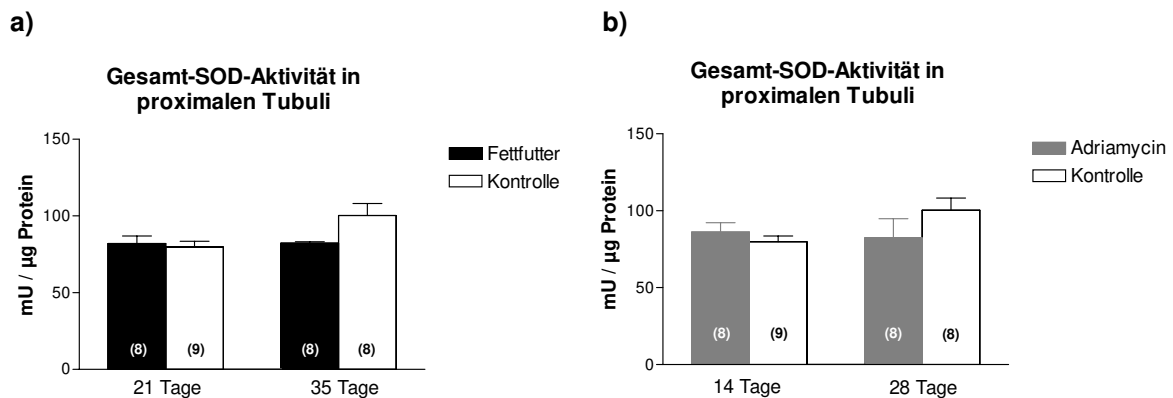 a)
Gesamt-SOD-Aktivität in
proximalen Tubuli
mU / µg Protein
150
100
50
0
(8)
(9)
(8)
(8)
21 Tage
35 Tage
Fettfutter
Kontrolle
b)
Gesamt-SOD-Aktivität in
proximalen Tubuli
mU / µg Protein
150
100
50
0
(8)
(9)
(8)
(8)
14 Tage
28 Tage
Adriamycin
Kontrolle